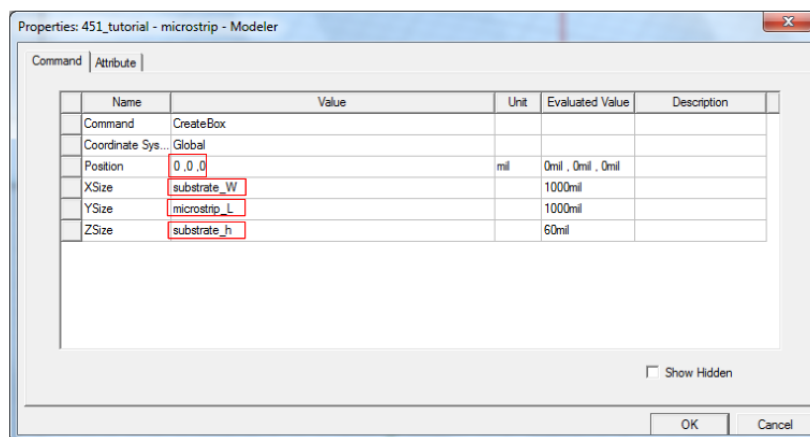 Properties: 451_tutorial - microstrip - Modeler
Command Attribute
Name Value Unit Evaluated Value Description
Command CreateBox
Coordinate Sys... Global
Position 0 ,0 ,0 mil 0mil , 0mil , 0mil
XSize substrate_W 1000mil
YSize microstrip_L 1000mil
ZSize substrate_h 60mil
Show Hidden
OK Cancel